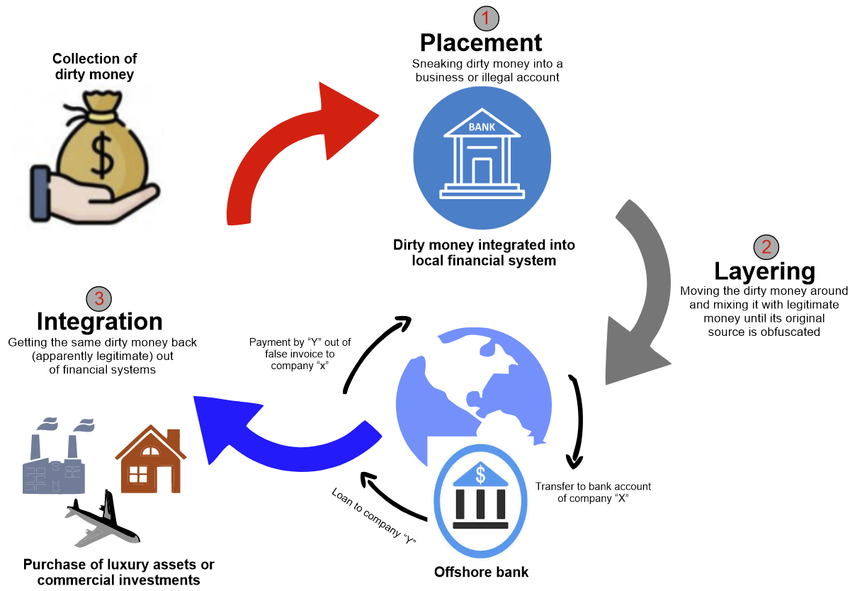 Collection of
dirty money
$
1
Placement
Sneaking dirty money into a
business or illegal account
BANK
Dirty money integrated into
local financial system
2
Layering
Moving the dirty money around
and mixing it with legitimate
money until its original
source is obfuscated
3
Integration
Getting the same dirty money back
(apparently legitimate) out
of financial systems
Payment by "Y" out of
false invoice to
company "x"
Transfer to bank account
of company "X"
Loan to company "Y"
$
Offshore bank
Purchase of luxury assets or
commercial investments